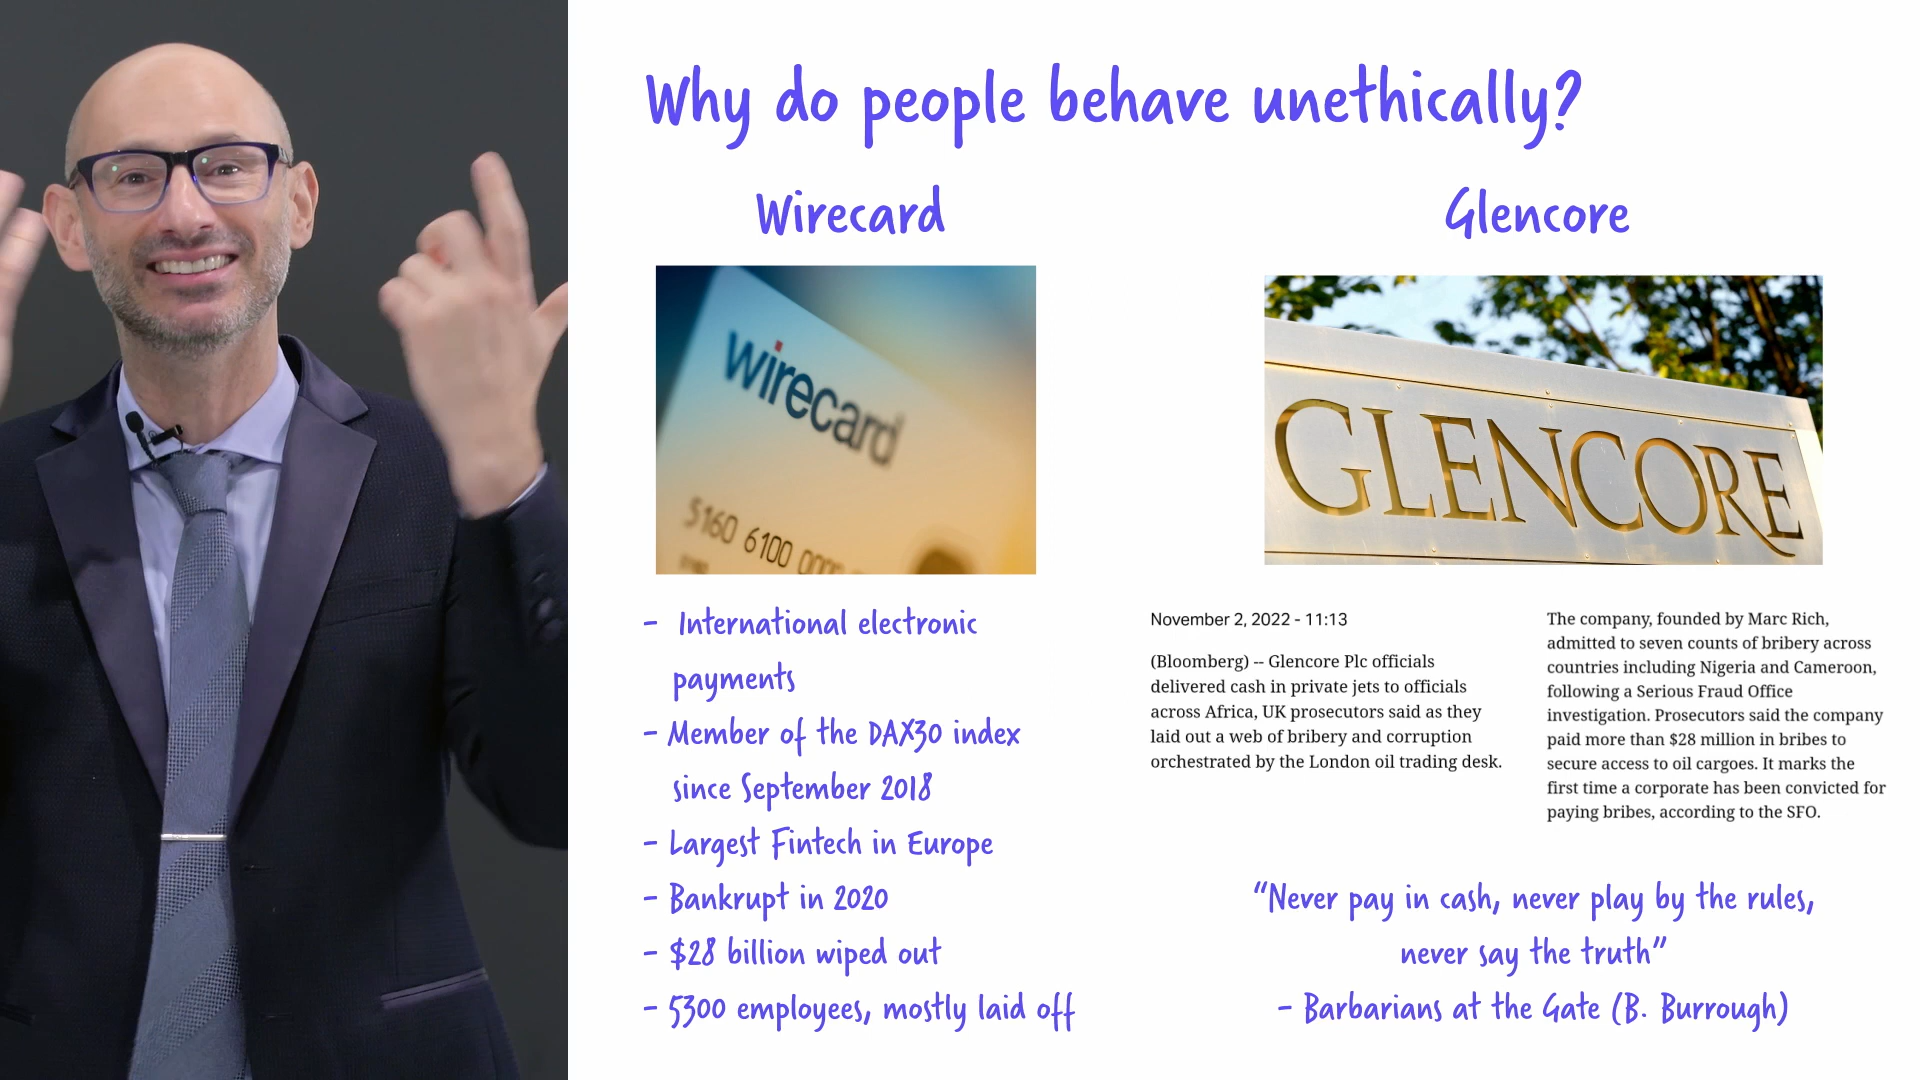 Why do people behave unethically?
Wirecard
wirecard
5160 6100
- International electronic
payments
- Member of the DAX30 index
since September 2018
- Largest Fintech in Europe
- Bankrupt in 2020
- $28 billion wiped out
- 5300 employees, mostly laid off
Glencore
GLENCORE
November 2, 2022 - 11:13
(Bloomberg) -- Glencore Plc officials
delivered cash in private jets to officials
across Africa, UK prosecutors said as they
laid out a web of bribery and corruption
orchestrated by the London oil trading desk.
The company, founded by Marc Rich,
admitted to seven counts of bribery across
countries including Nigeria and Cameroon,
following a Serious Fraud Office
investigation. Prosecutors said the company
paid more than $28 million in bribes to
secure access to oil cargoes. It marks the
first time a corporate has been convicted for
paying bribes, according to the SFO.
“Never pay in cash, never play by the rules,
never say the truth”
- Barbarians at the Gate (B. Burrough)